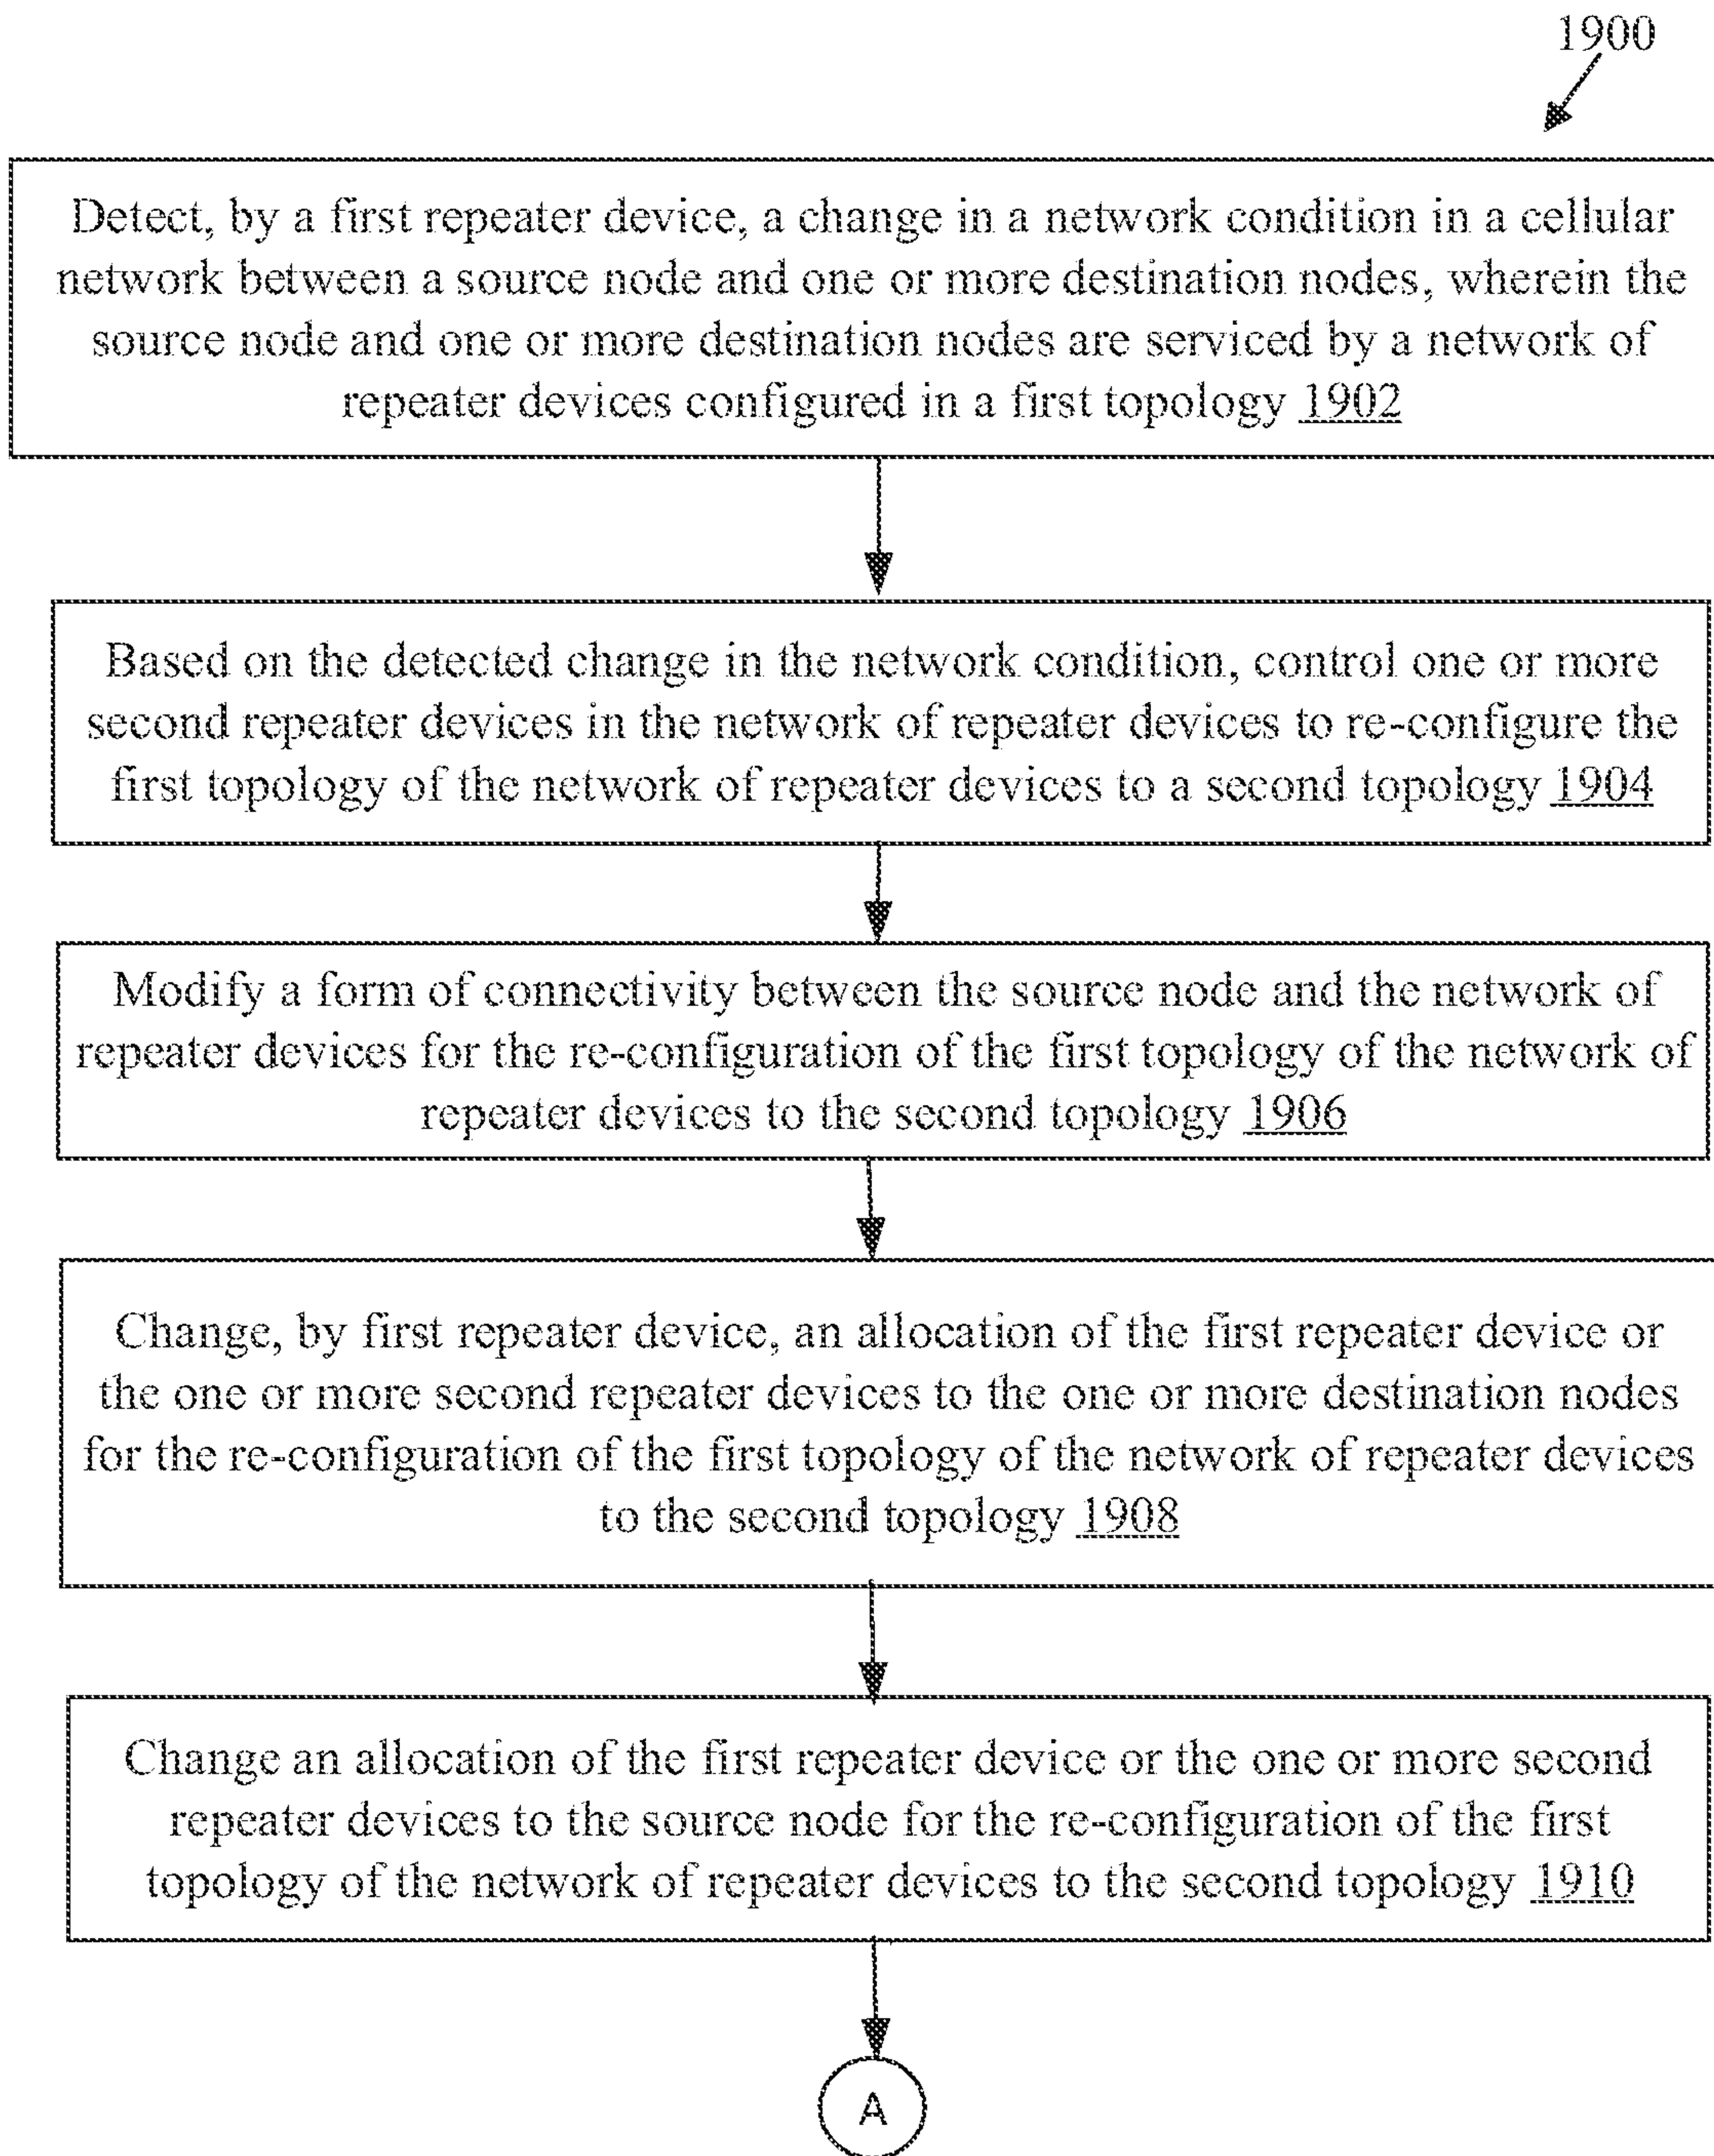 1900
Detect, by a first repeater device, a change in a network condition in a cellular
network between a source node and one or more destination nodes, wherein the
source node and one or more destination nodes are serviced by a network of
repeater devices configured in a first topology 1902
Based on the detected change in the network condition, control one or more
second repeater devices in the network of repeater devices to re-configure the
first topology of the network of repeater devices to a second topology 1904
Modify a form of connectivity between the source node and the network of
repeater devices for the re-configuration of the first topology of the network of
repeater devices to the second topology 1906
Change, by first repeater device, an allocation of the first repeater device or
the one or more second repeater devices to the one or more destination nodes
for the re-configuration of the first topology of the network of repeater devices
to the second topology 1908
Change an allocation of the first repeater device or the one or more second
repeater devices to the source node for the re-configuration of the first
topology of the network of repeater devices to the second topology 1910
A